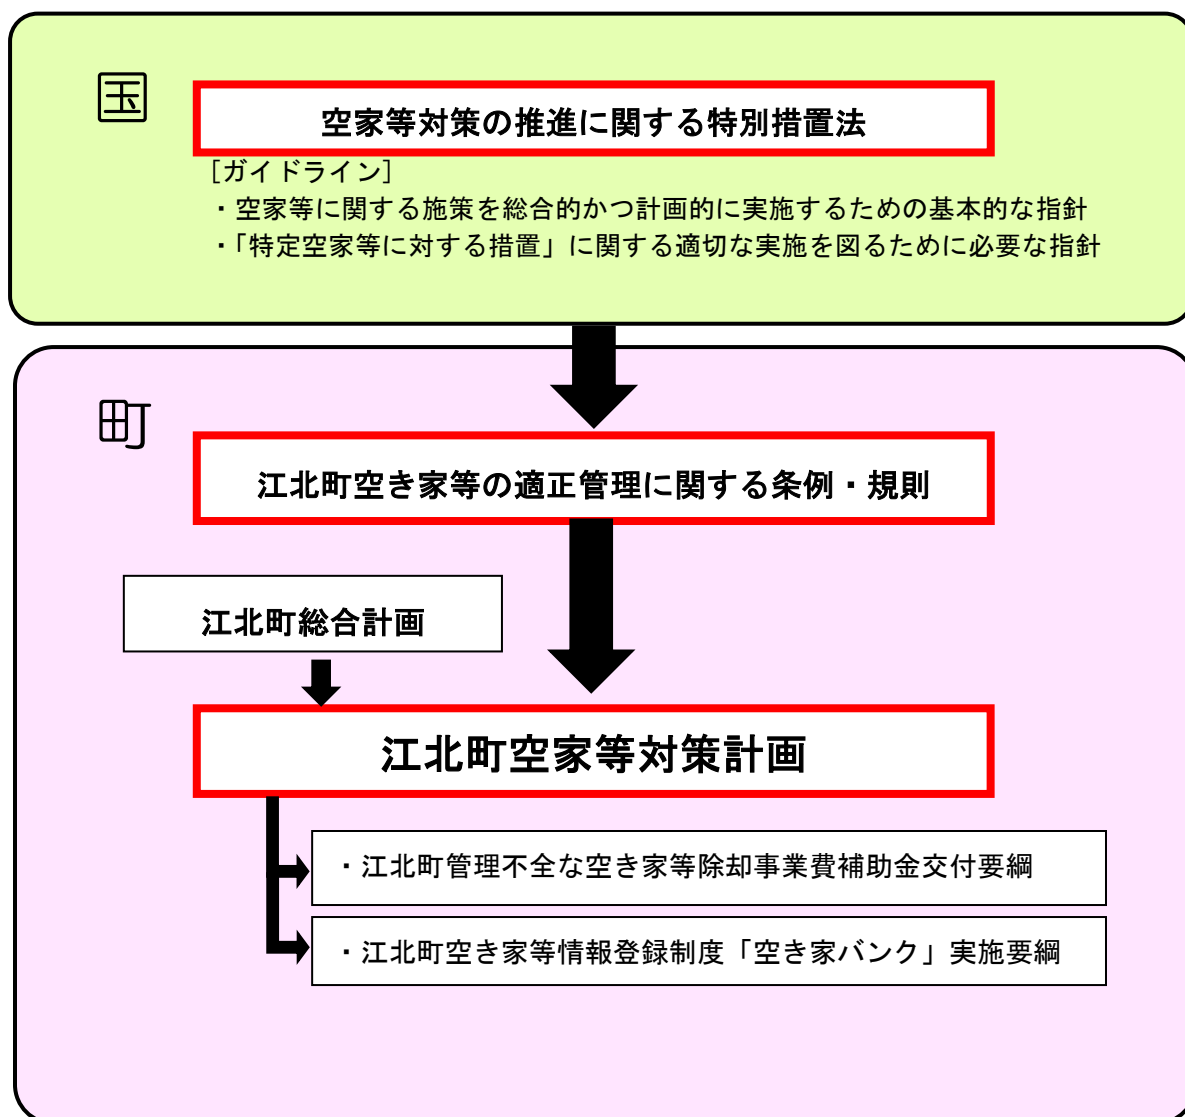 国
空家等対策の推進に関する特別措置法
[ガイドライン]
・空家等に関する施策を総合的かつ計画的に実施するための基本的な指針
・「特定空家等に対する措置」に関する適切な実施を図るために必要な指針
町
江北町空き家等の適正管理に関する条例・規則
江北町総合計画
江北町空家等対策計画
・江北町管理不全な空き家等除却事業費補助金交付要綱
・江北町空き家等情報登録制度「空き家バンク」実施要綱